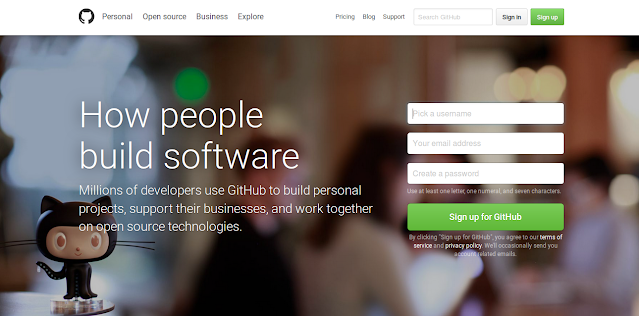 Personal Open source Business Explore Pricing Blog Support Search GitHub Sign in Sign up
How people
build software
Millions of developers use GitHub to build personal
projects, support their businesses, and work together
on open source technologies.
Pick a username
Your email address
Create a password
Use at least one letter, one numeral, and seven characters.
Sign up for GitHub
By clicking "Sign up for GitHub", you agree to our terms of
service and privacy policy. We'll occasionally send you
account related emails.